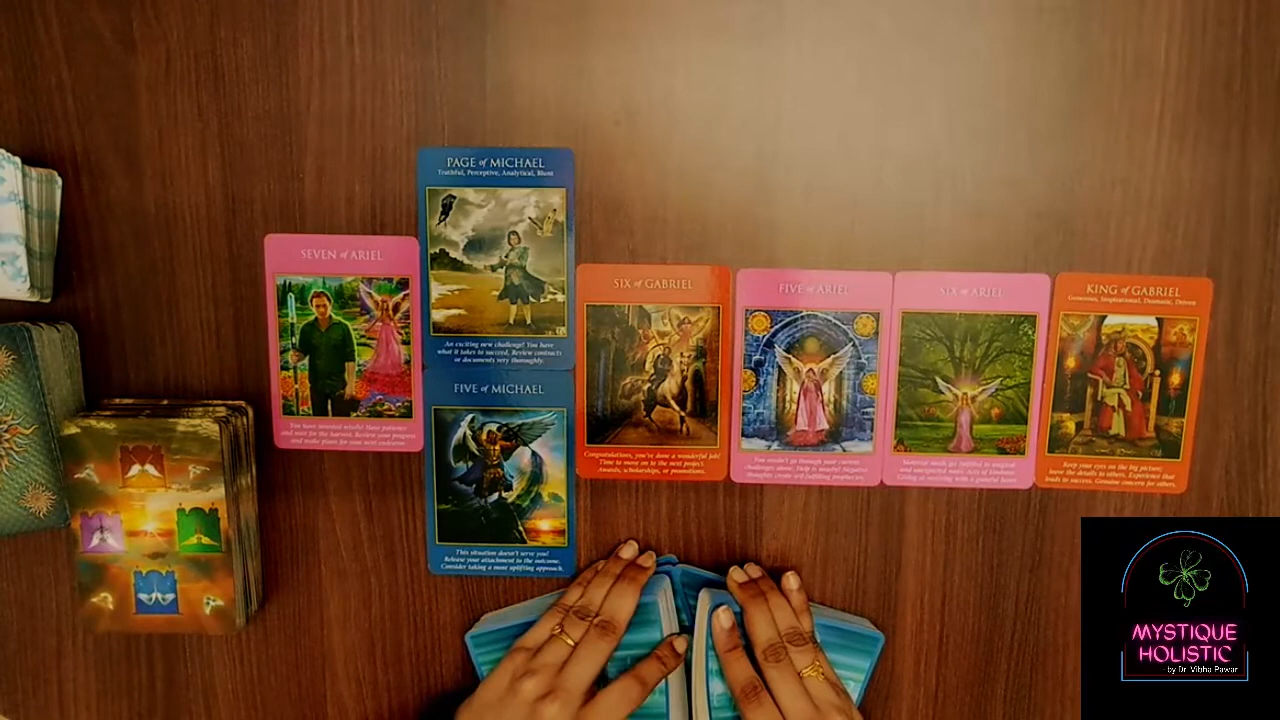 SEVEN of ARIEL
You have invested wisely! Have patience
and wait for the harvest. Review your progress
and make plans for your next endeavor.
PAGE of MICHAEL
Truthful, Perceptive, Analytical, Blunt
An exciting new challenge! You have
what it takes to succeed. Review contracts
or documents very thoroughly.
FIVE of MICHAEL
This situation doesn't serve you!
Release your attachment to the outcome.
Consider taking a more uplifting approach.
SIX of GABRIEL
Congratulations, you've done a wonderful job!
Time to move on to the next project.
Awards, scholarships, or promotions.
FIVE of ARIEL
You needn't go through your current
challenges alone. Help is nearby! Negative
thoughts create self-fulfilling prophecies.
SIX of ARIEL
Material needs get fulfilled in magical
and unexpected ways. Acts of kindness.
Giving or receiving with a grateful heart.
KING of GABRIEL
Generous, Inspirational, Dramatic, Driven
Keep your eyes on the big picture;
leave the details to others. Experience that
leads to success. Genuine concern for others.
MYSTIQUE
HOLISTIC
by Dr. Vibha Pawar